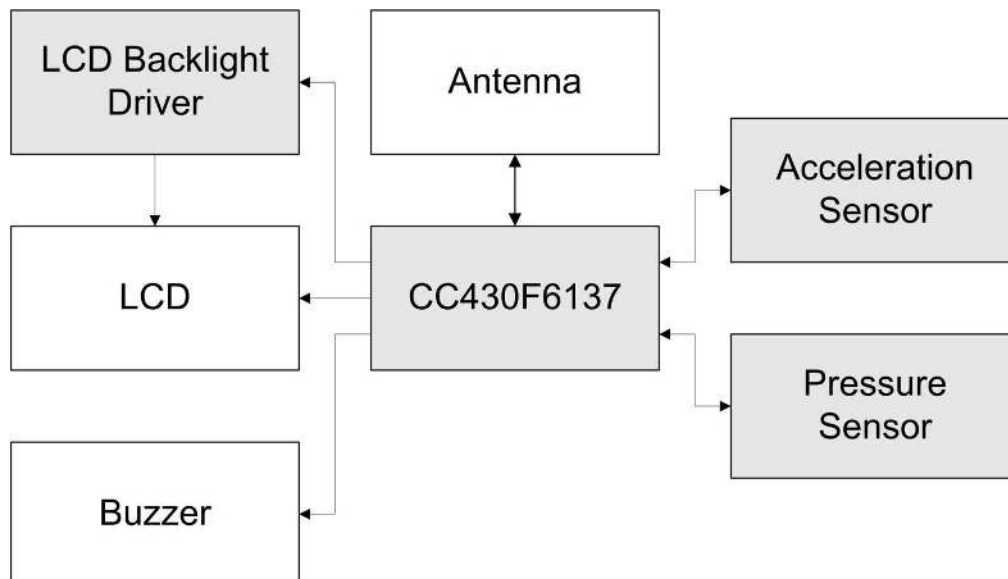 LCD Backlight
Driver
Antenna
Acceleration
Sensor
LCD
CC430F6137
Pressure
Sensor
Buzzer